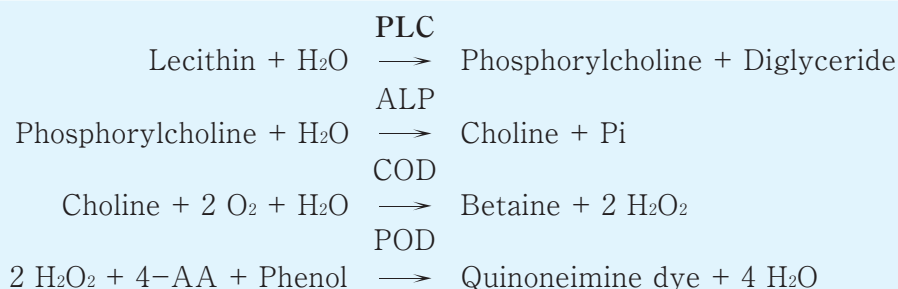 PLC
Lecithin + H₂O ⟶ Phosphorylcholine + Diglyceride
ALP
Phosphorylcholine + H₂O ⟶ Choline + Pi
COD
Choline + 2 O₂ + H₂O ⟶ Betaine + 2 H₂O₂
POD
2 H₂O₂ + 4-AA + Phenol ⟶ Quinoneimine dye + 4 H₂O